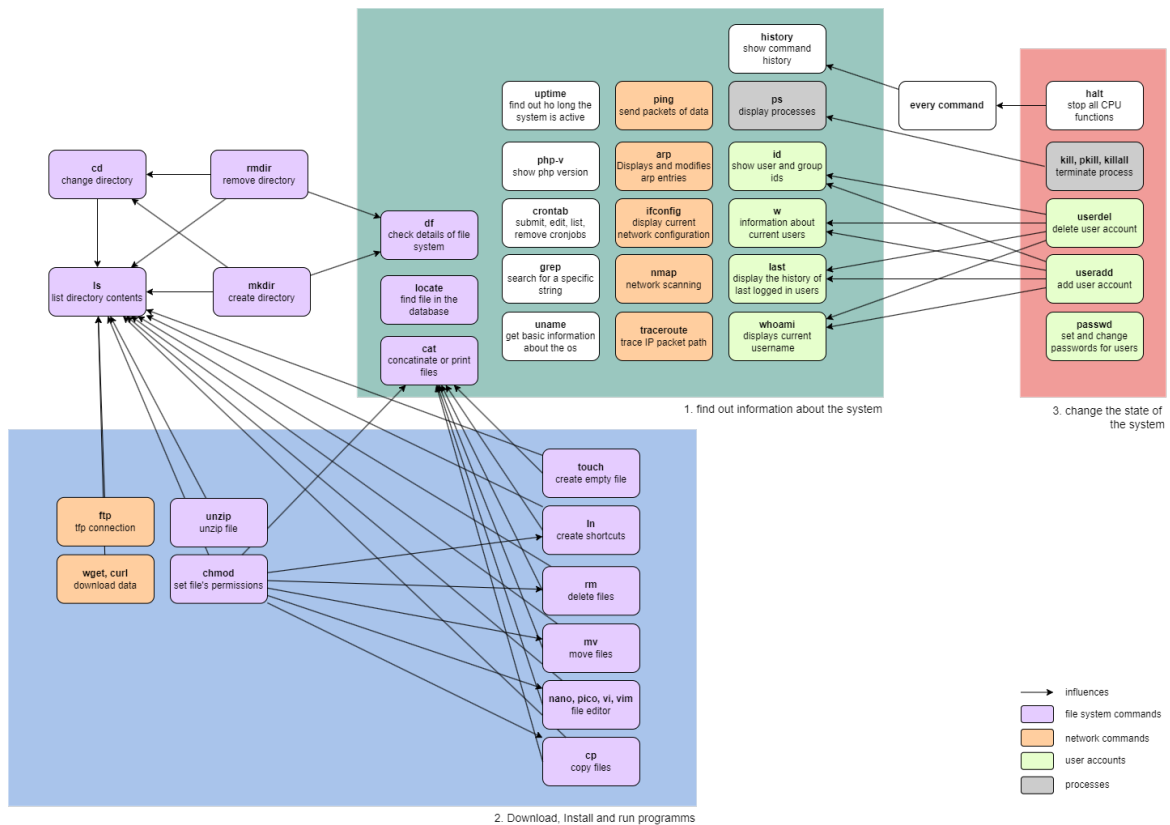 history
show command
history
uptime
find out ho long the
system is active
ping
send packets of data
ps
display processes
every command
halt
stop all CPU
functions
cd
change directory
rmdir
remove directory
php-v
show php version
arp
Displays and modifies
arp entries
id
show user and group
ids
kill, pkill, killall
terminate process
df
check details of file
system
crontab
submit, edit, list,
remove cronjobs
ifconfig
display current
network configuration
w
information about
current users
userdel
delete user account
ls
list directory contents
mkdir
create directory
locate
find file in the
database
grep
search for a specific
string
nmap
network scanning
last
display the history of
last logged in users
useradd
add user account
cat
concatinate or print
files
uname
get basic information
about the os
traceroute
trace IP packet path
whoami
displays current
username
passwd
set and change
passwords for users
1. find out information about the system
3. change the state of
the system
touch
create empty file
ftp
tfp connection
unzip
unzip file
ln
create shortcuts
wget, curl
download data
chmod
set file's permissions
rm
delete files
mv
move files
nano, pico, vi, vim
file editor
cp
copy files
2. Download, Install and run programms
influences
file system commands
network commands
user accounts
processes